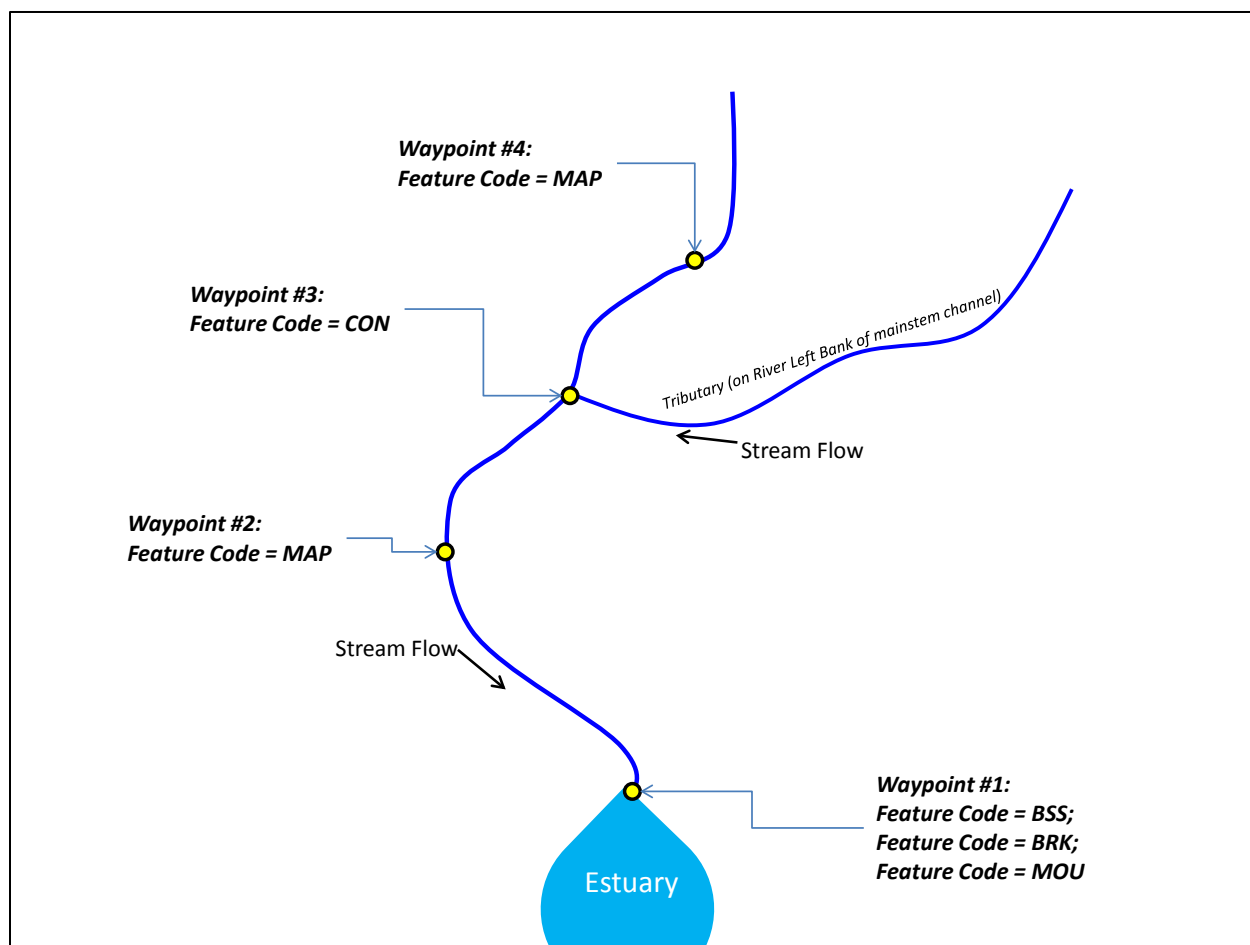 Waypoint #4:
Feature Code = MAP
Waypoint #3:
Feature Code = CON
Tributary (on River Left Bank of mainstem channel)
Stream Flow
Waypoint #2:
Feature Code = MAP
Stream Flow
Waypoint #1:
Feature Code = BSS;
Feature Code = BRK;
Feature Code = MOU
Estuary